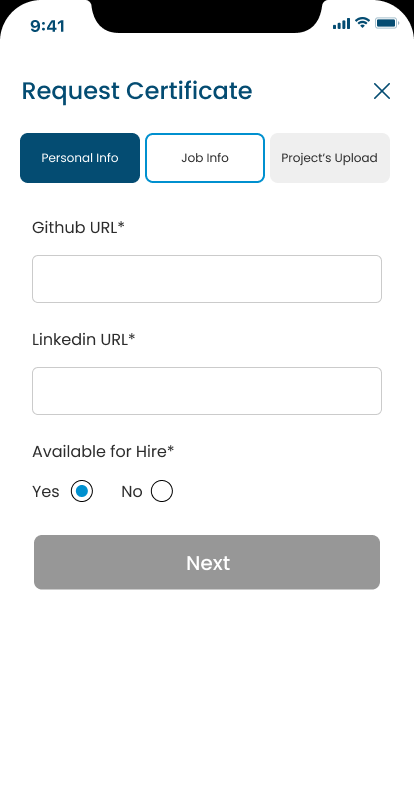 9:41
Request Certificate
Personal Info
Job Info
Project's Upload
Github URL*
Linkedin URL*
Available for Hire*
Yes
No
Next